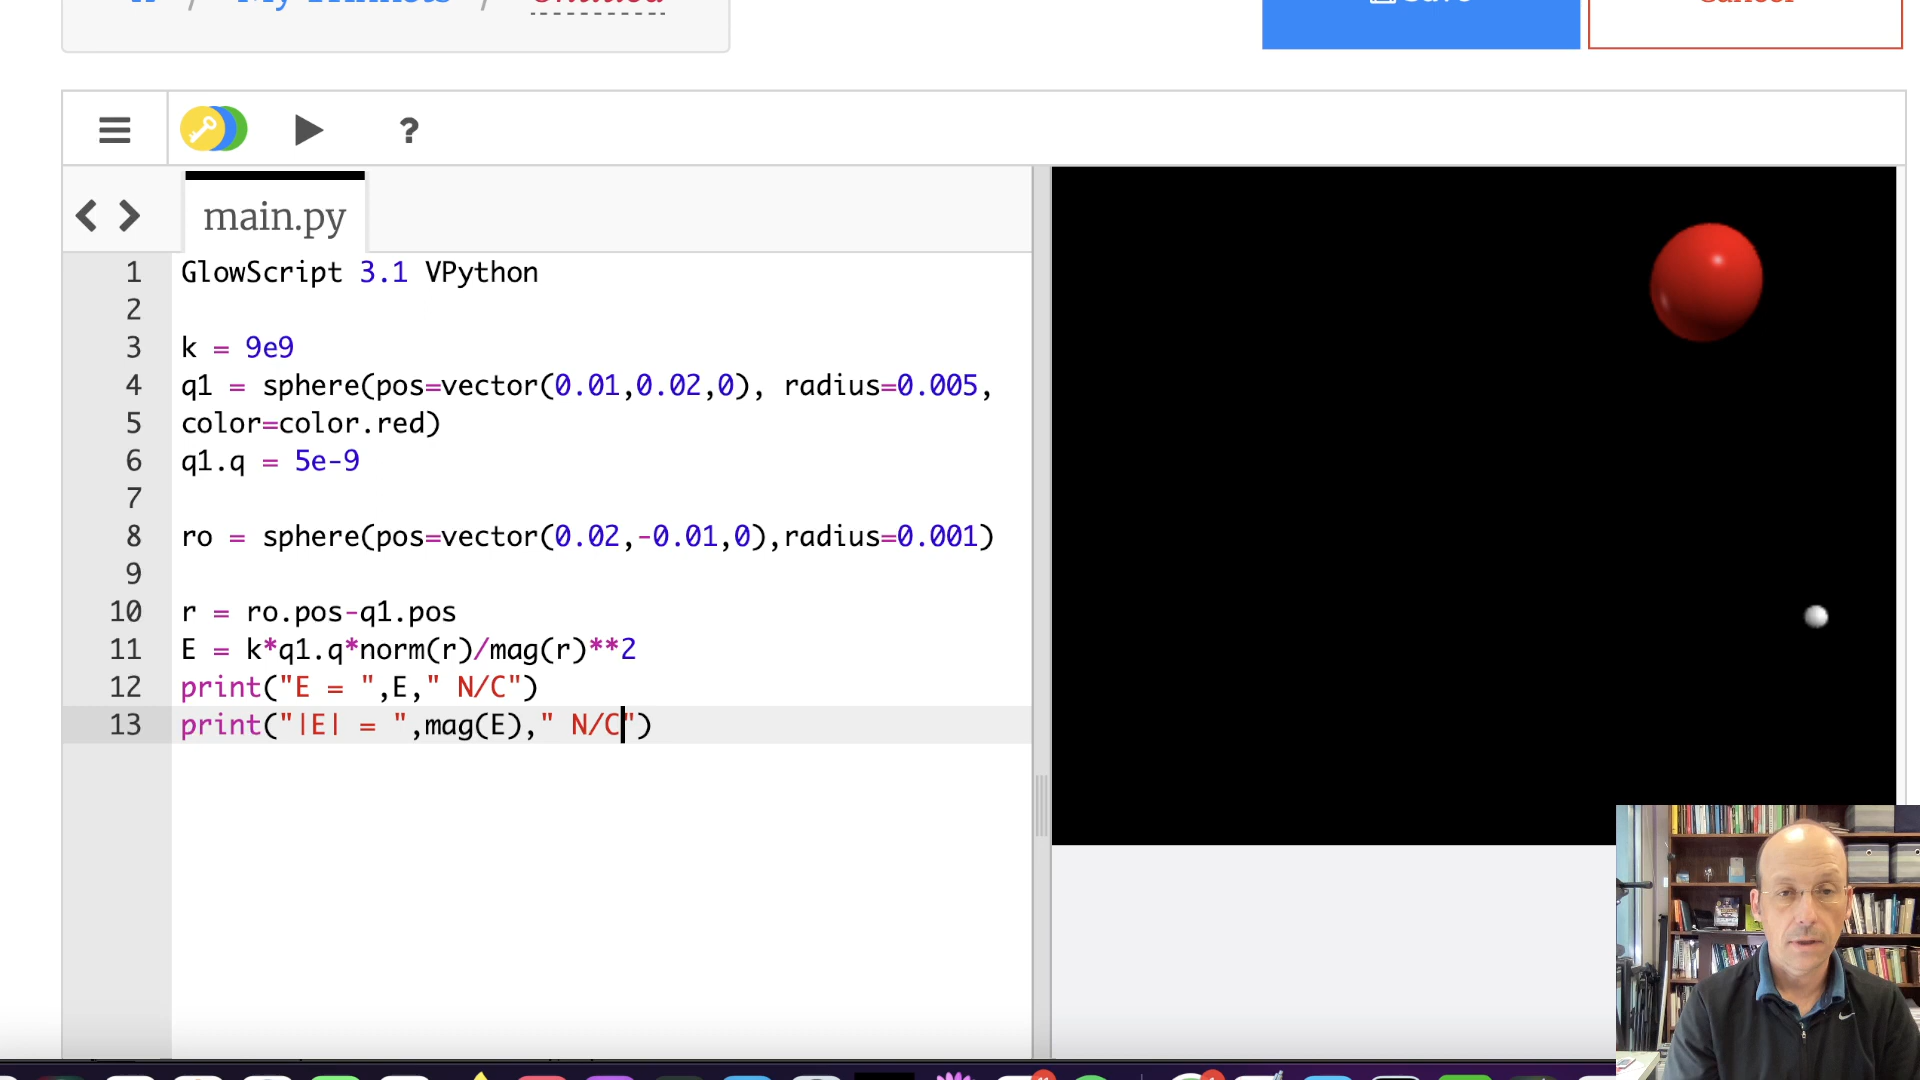 main.py
1 GlowScript 3.1 VPython
2
3 k = 9e9
4 q1 = sphere(pos=vector(0.01,0.02,0), radius=0.005,
5 color=color.red)
6 q1.q = 5e-9
7
8 ro = sphere(pos=vector(0.02,-0.01,0),radius=0.001)
9
10 r = ro.pos-q1.pos
11 E = k*q1.q*norm(r)/mag(r)**2
12 print("E = ",E," N/C")
13 print("|E| = ",mag(E)," N/C")